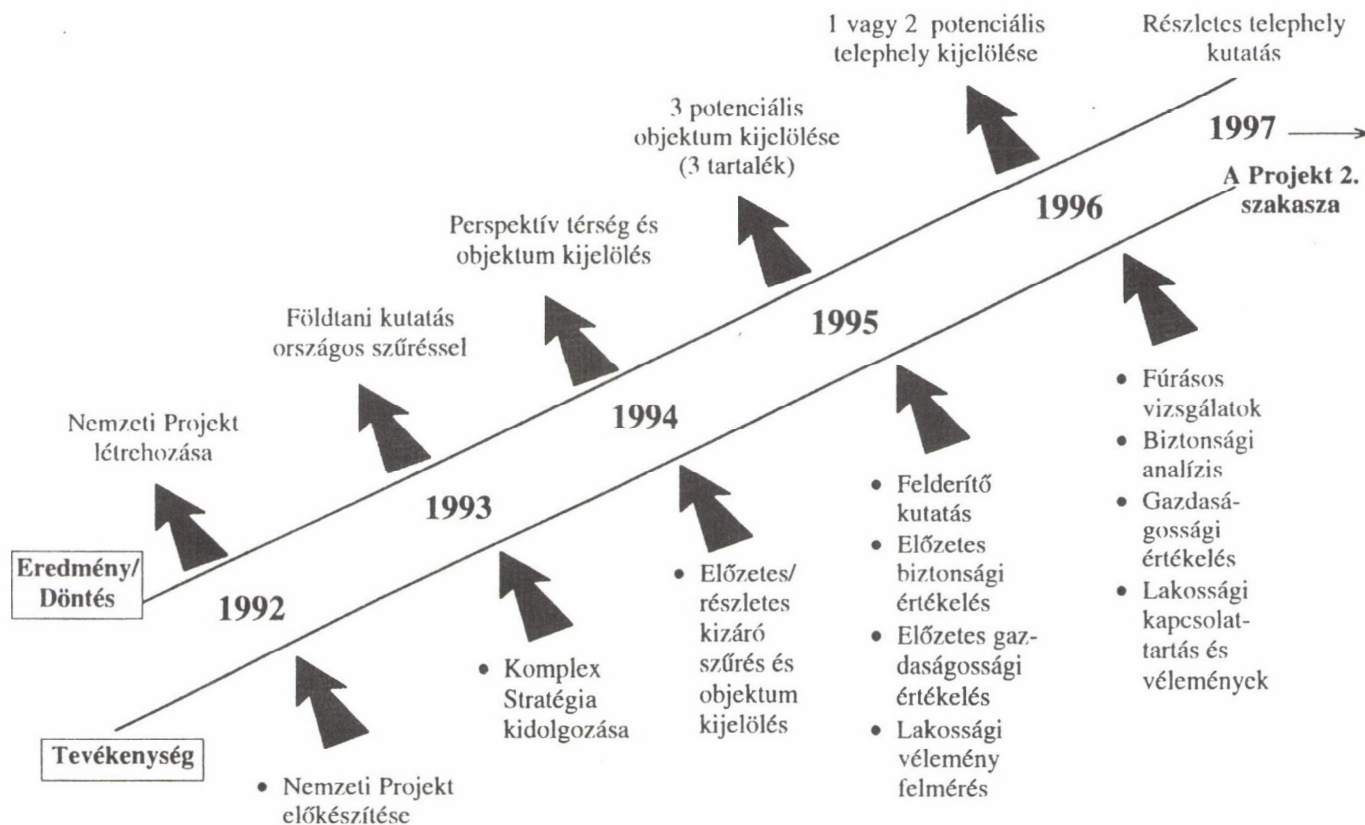 1 vagy 2 potenciális
telephely kijelölése
Részletes telephely
kutatás
3 potenciális
objektum kijelölése
(3 tartalék)
1997
A Projekt 2.
szakasza
1996
Perspektív térség és
objektum kijelölés
1995
Földtani kutatás
országos szűréssel
1994
Nemzeti Projekt
létrehozása
1993
Eredmény/
Döntés
1992
Tevékenység
• Nemzeti Projekt
előkészítése
• Komplex
Stratégia
kidolgozása
• Előzetes/
részletes
kizáró
szűrés és
objektum
kijelölés
• Felderítő
kutatás
• Előzetes
biztonsági
értékelés
• Előzetes gaz-
daságossági
értékelés
• Lakossági
vélemény
felmérés
• Fúrásos
vizsgálatok
• Biztonsági
analízis
• Gazdasá-
gossági
értékelés
• Lakossági
kapcsolat-
tartás és
vélemények